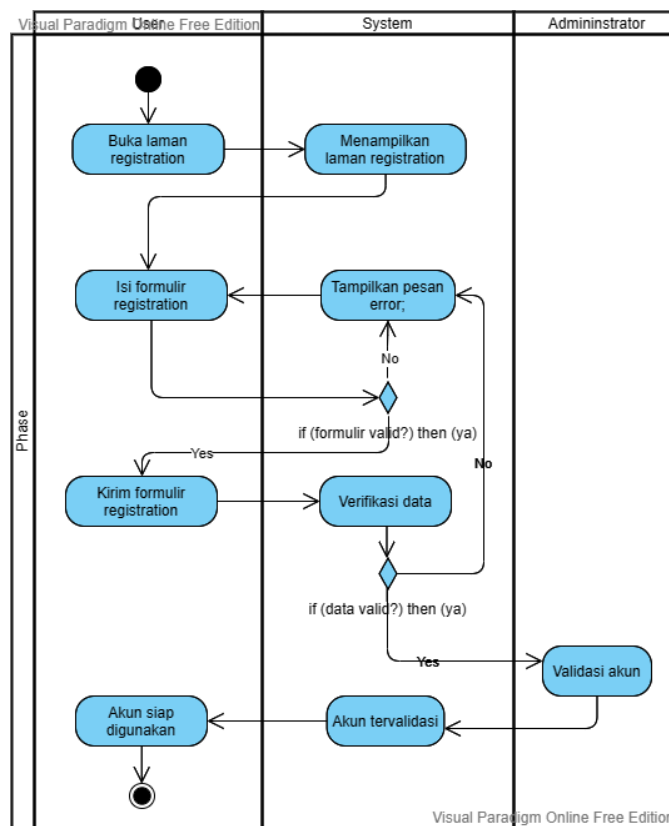 Visual Paradigm Online Free Edition
User
System
Admininstrator
Phase
Buka laman
registration
Menampilkan
laman registration
Isi formulir
registration
Tampilkan pesan
error;
No
if (formulir valid?) then (ya)
Yes
No
Kirim formulir
registration
Verifikasi data
if (data valid?) then (ya)
Yes
Validasi akun
Akun siap
digunakan
Akun tervalidasi
Visual Paradigm Online Free Edition